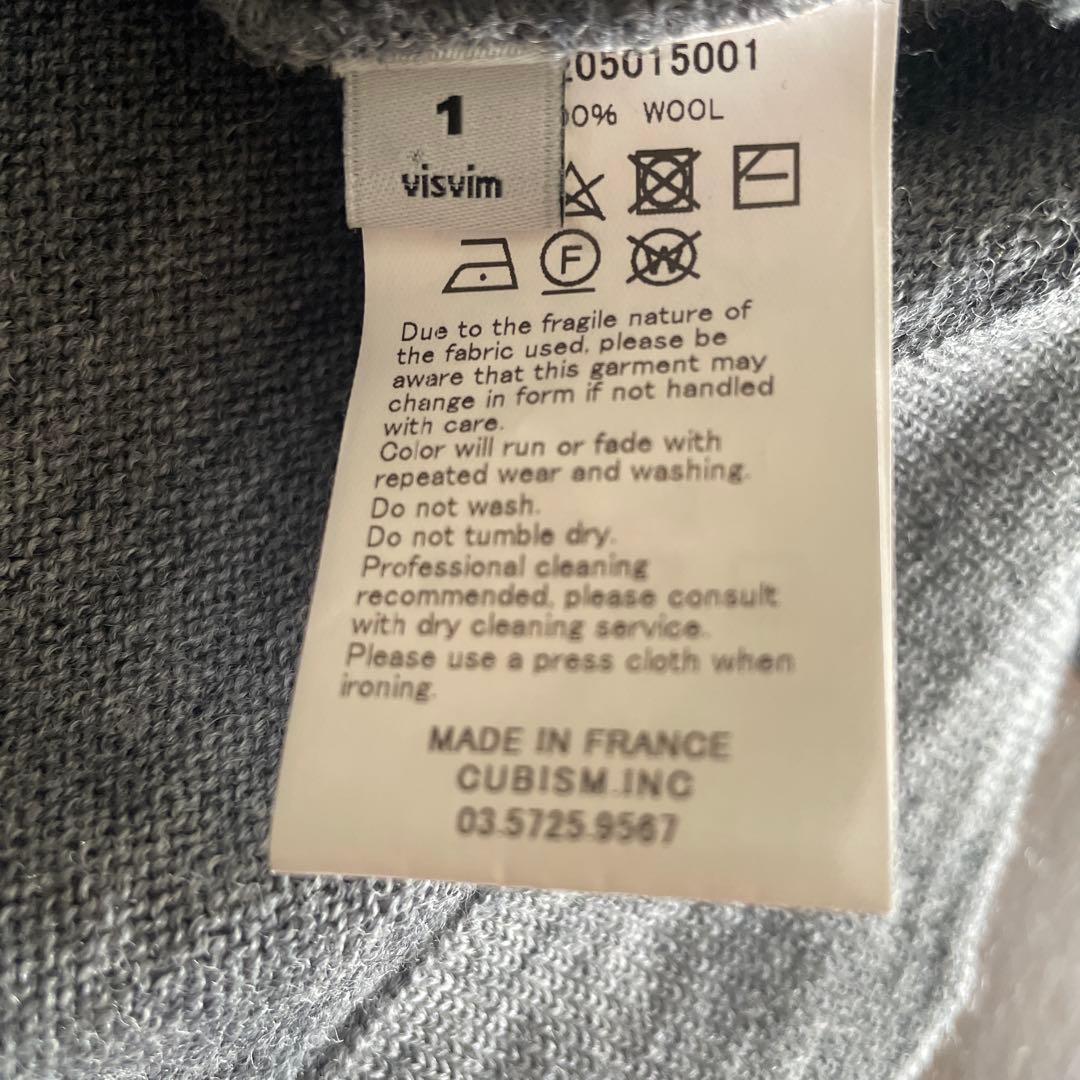 1
visvim
205015001
00% WOOL
F
W
Due to the fragile nature of
the fabric used, please be
aware that this garment may
change in form if not handled
with care.
Color will run or fade with
repeated wear and washing.
Do not wash.
Do not tumble dry.
Professional cleaning
recommended, please consult
with dry cleaning service.
Please use a press cloth when
ironing.
MADE IN FRANCE
CUBISM.INC
03.5725.9567